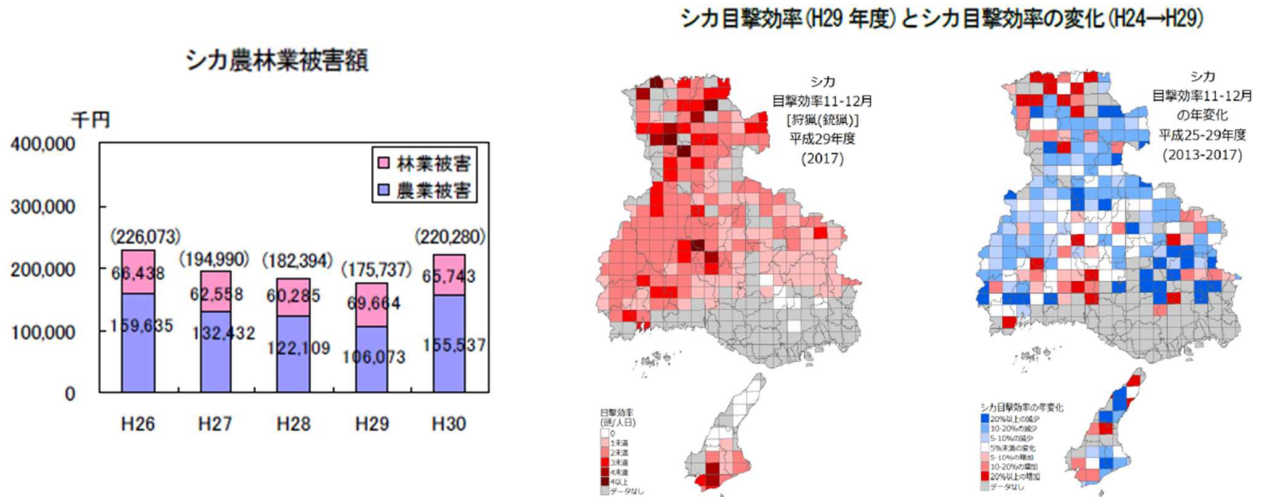 シカ農林業被害額
千円
400,000
300,000
200,000
100,000
0
林業被害
農業被害
(226,073)
(194,990)
(182,394)
(175,737)
(220,280)
66,438
62,558
60,285
69,664
65,743
159,635
132,432
122,109
106,073
155,537
H26
H27
H28
H29
H30
シカ目撃効率(H29 年度)とシカ目撃効率の変化(H24→H29)
シカ
目撃効率11-12月
[狩猟(銃猟)]
平成29年度
(2017)
目撃効率
(頭/人日)
0
1未満
2未満
3未満
4未満
4以上
データなし
シカ
目撃効率11-12月
の年変化
平成25-29年度
(2013-2017)
シカ目撃効率の年変化
20%以上の減少
10-20%の減少
5-10%の減少
5%未満の変化
5-10%の増加
10-20%の増加
20%以上の増加
データなし